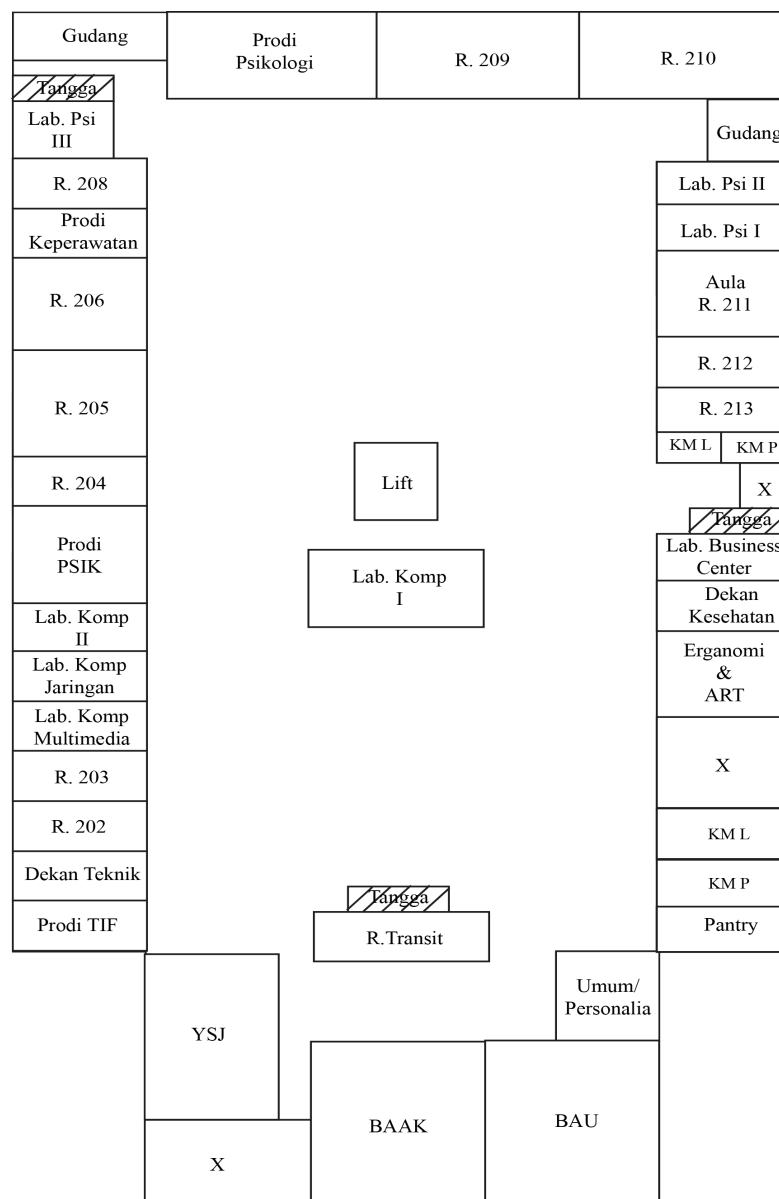 Gudang
Prodi
Psikologi
R. 209
R. 210
Tangga
Lab. Psi
III
Gudang
R. 208
Lab. Psi II
Prodi
Keperawatan
Lab. Psi I
R. 206
Aula
R. 211
R. 212
R. 205
R. 213
KM L
KM P
R. 204
Lift
X
Tangga
Prodi
PSIK
Lab. Business
Center
Lab. Komp
I
Dekan
Kesehatan
Lab. Komp
II
Erganomi
&
ART
Lab. Komp
Jaringan
Lab. Komp
Multimedia
X
R. 203
R. 202
KM L
Dekan Teknik
KM P
Tangga
Prodi TIF
R.Transit
Pantry
YSJ
Umum/
Personalia
BAAK
BAU
X